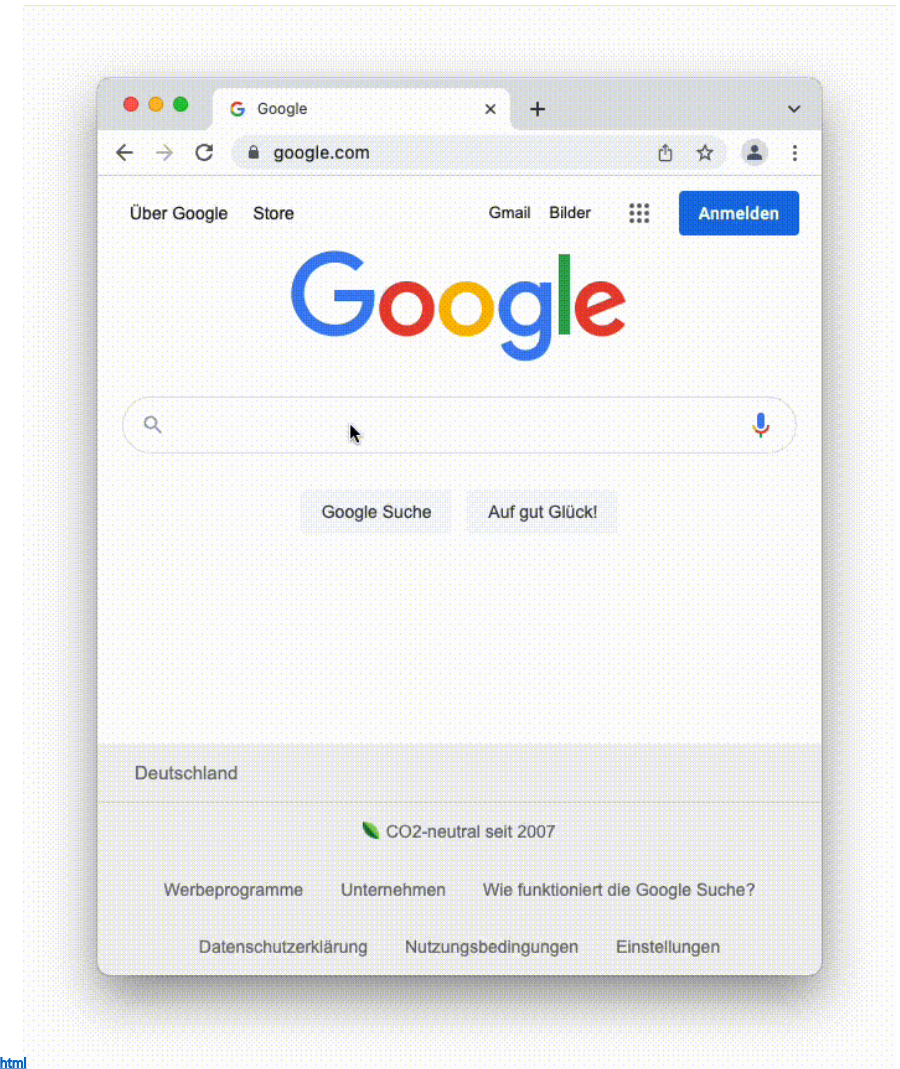 Google
google.com
Über Google Store Gmail Bilder Anmelden
Google
Google Suche Auf gut Glück!
Deutschland
CO2-neutral seit 2007
Werbeprogramme Unternehmen Wie funktioniert die Google Suche?
Datenschutzerklärung Nutzungsbedingungen Einstellungen
html